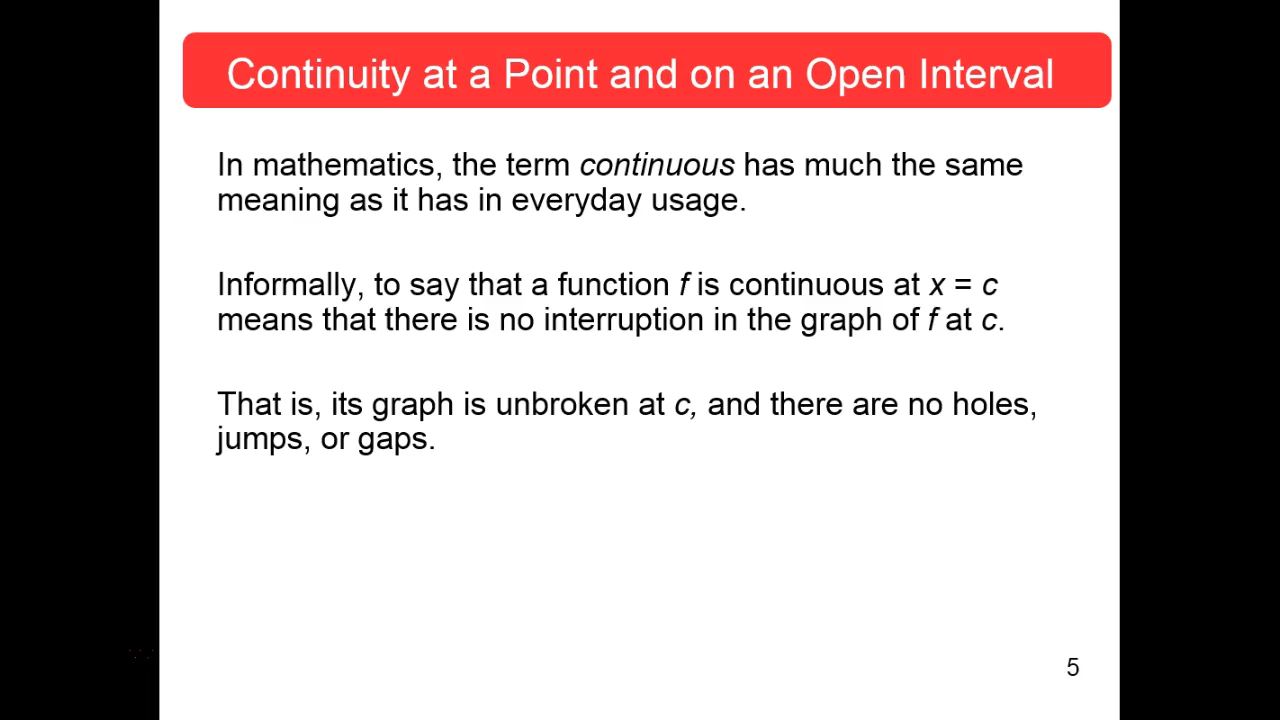 Continuity at a Point and on an Open Interval
In mathematics, the term continuous has much the same
meaning as it has in everyday usage.
Informally, to say that a function f is continuous at x = c
means that there is no interruption in the graph of f at c.
That is, its graph is unbroken at c, and there are no holes,
jumps, or gaps.
5